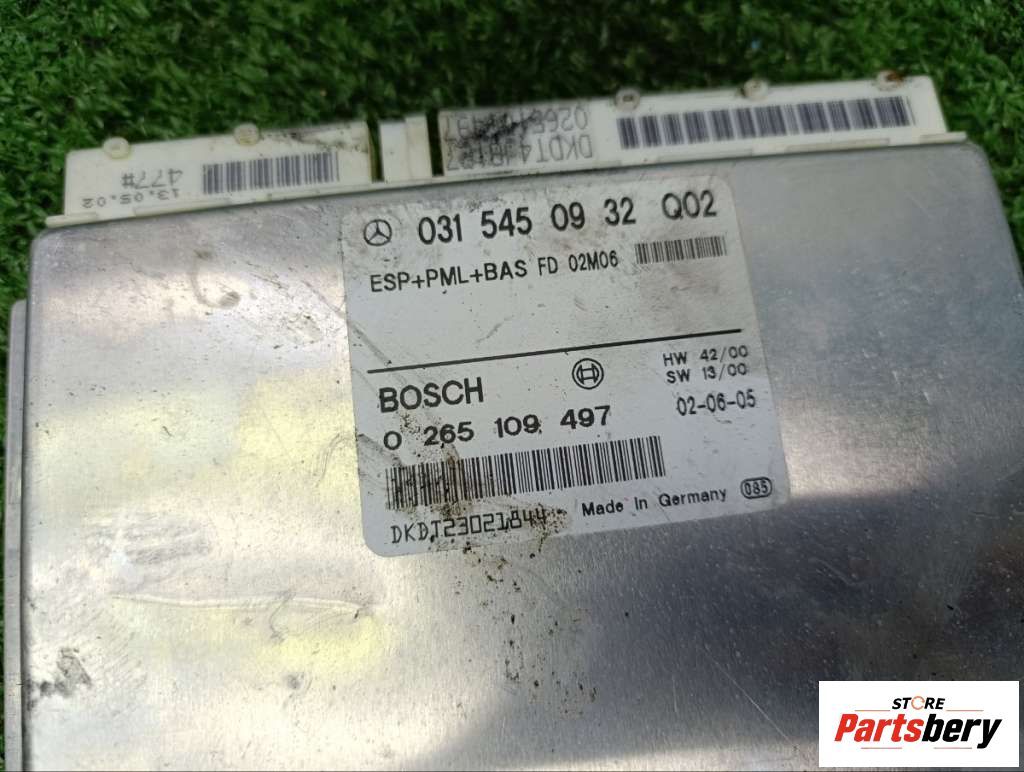 13.05.02
477#
031 545 09 32 Q02
ESP+PML+BAS FD 02M06
BOSCH
HW 42/00
SW 13/00
0 265 109 497
02-06-05
DKDT23021844
Made in Germany 085
STORE
Partsbery